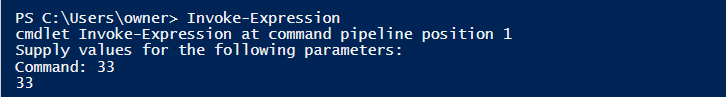 PS C:\Users\owner> Invoke-Expression
cmdlet Invoke-Expression at command pipeline position 1
Supply values for the following parameters:
Command: 33
33